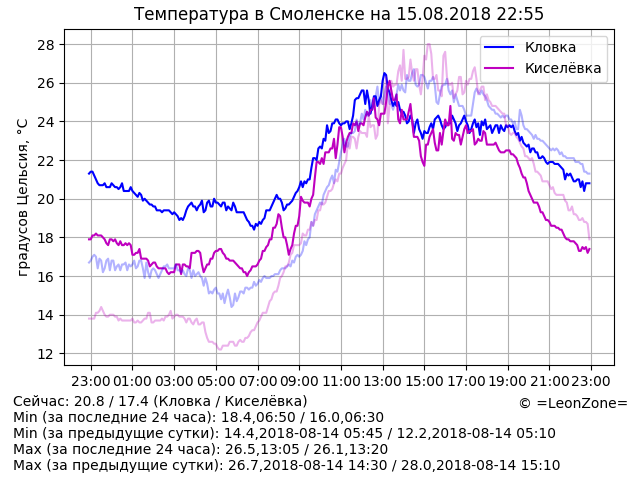 Температура в Смоленске на 15.08.2018 22:55
Кловка
Киселёвка
градусов Цельсия, °C
28
26
24
22
20
18
16
14
12
23:00 01:00 03:00 05:00 07:00 09:00 11:00 13:00 15:00 17:00 19:00 21:00 23:00
Сейчас: 20.8 / 17.4 (Кловка / Киселёвка)
© =LeonZone=
Min (за последние 24 часа): 18.4,06:50 / 16.0,06:30
Min (за предыдущие сутки): 14.4,2018-08-14 05:45 / 12.2,2018-08-14 05:10
Max (за последние 24 часа): 26.5,13:05 / 26.1,13:20
Max (за предыдущие сутки): 26.7,2018-08-14 14:30 / 28.0,2018-08-14 15:10